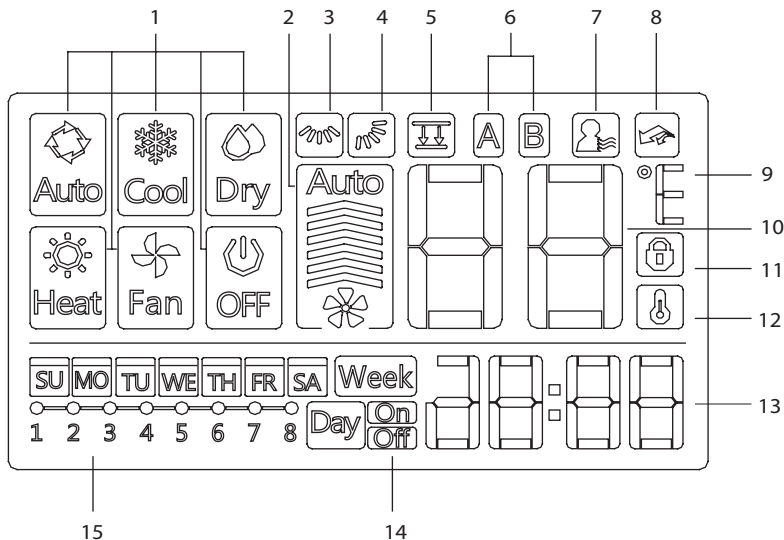 1 2 3 4 5 6 7 8
Auto Cool Dry Auto A B
9
10
Heat Fan OFF
11
12
SU MO TU WE TH FR SA Week
88:88
13
1 2 3 4 5 6 7 8 Day On
Off
15 14